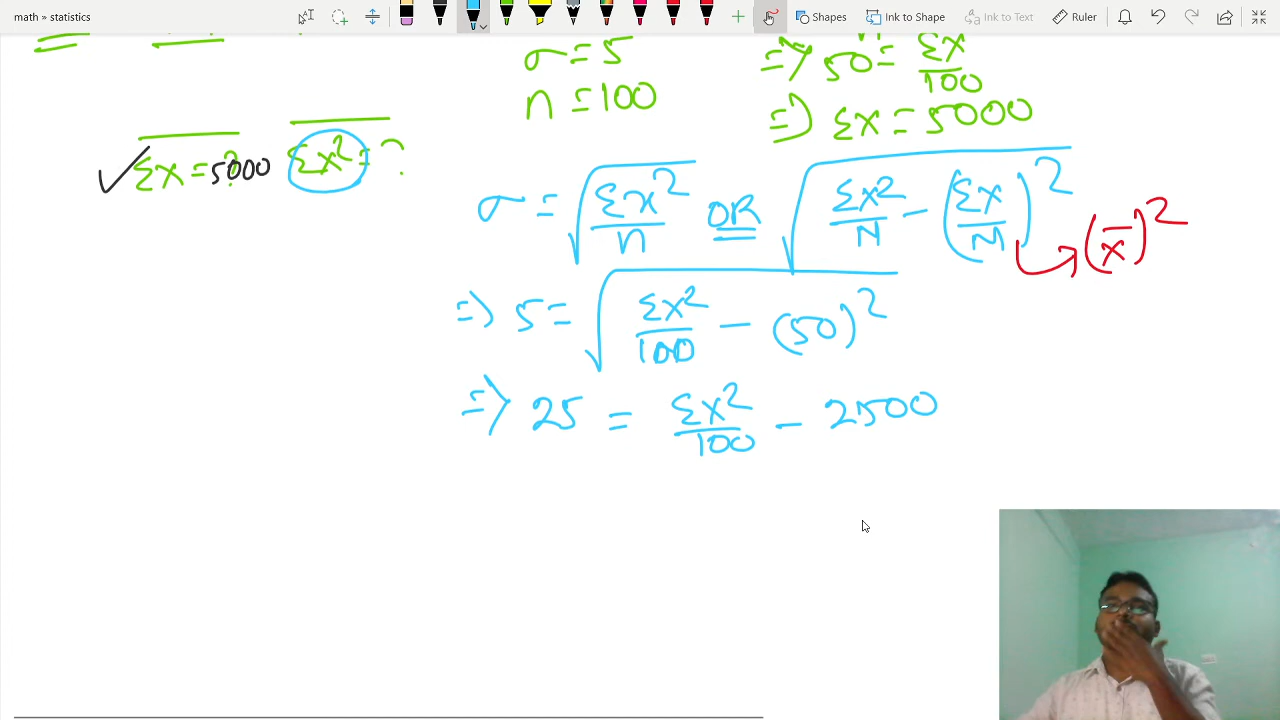 math » statistics
Shapes Ink to Shape Ink to Text Ruler
σ = 5
n = 100
=> 50 = Σx/100
=> Σx = 5000
Σx = ? 5000 Σx² = ?
σ = √(Σx²/n) OR √(Σx²/N − (Σx/N)²) → (x̄)²
=> 5 = √(Σx²/100 − (50)²)
=> 25 = Σx²/100 − 2500